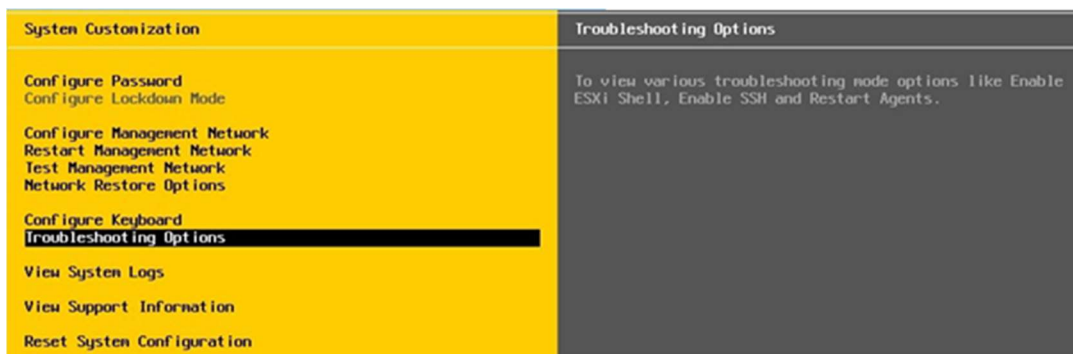 System Customization
Configure Password
Configure Lockdown Mode
Configure Management Network
Restart Management Network
Test Management Network
Network Restore Options
Configure Keyboard
Troubleshooting Options
View System Logs
View Support Information
Reset System Configuration
Troubleshooting Options
To view various troubleshooting mode options like Enable
ESXi Shell, Enable SSH and Restart Agents.